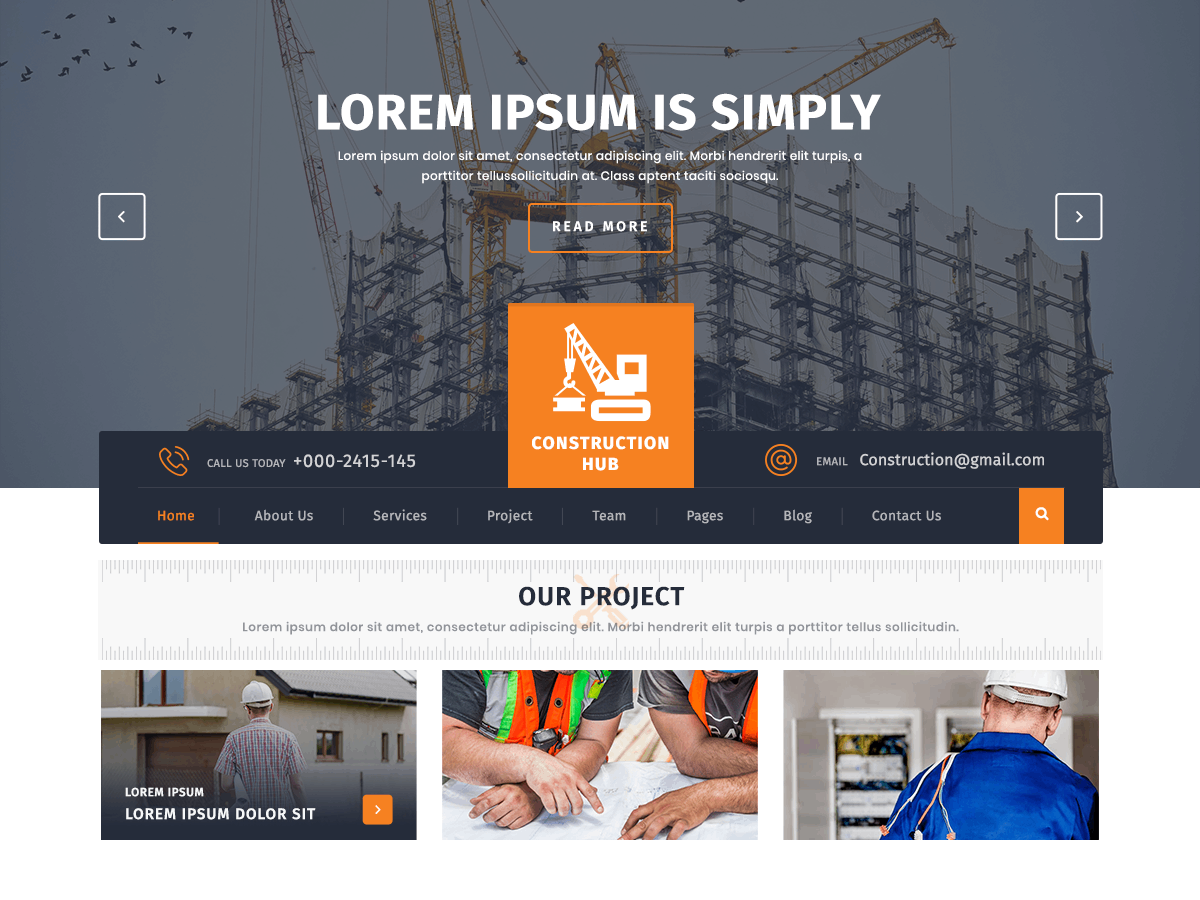 LOREM IPSUM IS SIMPLY
Lorem ipsum dolor sit amet, consectetur adipiscing elit. Morbi hendrerit elit turpis, a
porttitor tellussollicitudin at. Class aptent taciti sociosqu.
READ MORE
CONSTRUCTION
HUB
CALL US TODAY +000-2415-145
EMAIL Construction@gmail.com
Home About Us Services Project Team Pages Blog Contact Us
OUR PROJECT
Lorem ipsum dolor sit amet, consectetur adipiscing elit. Morbi hendrerit elit turpis a porttitor tellus sollicitudin.
LOREM IPSUM
LOREM IPSUM DOLOR SIT